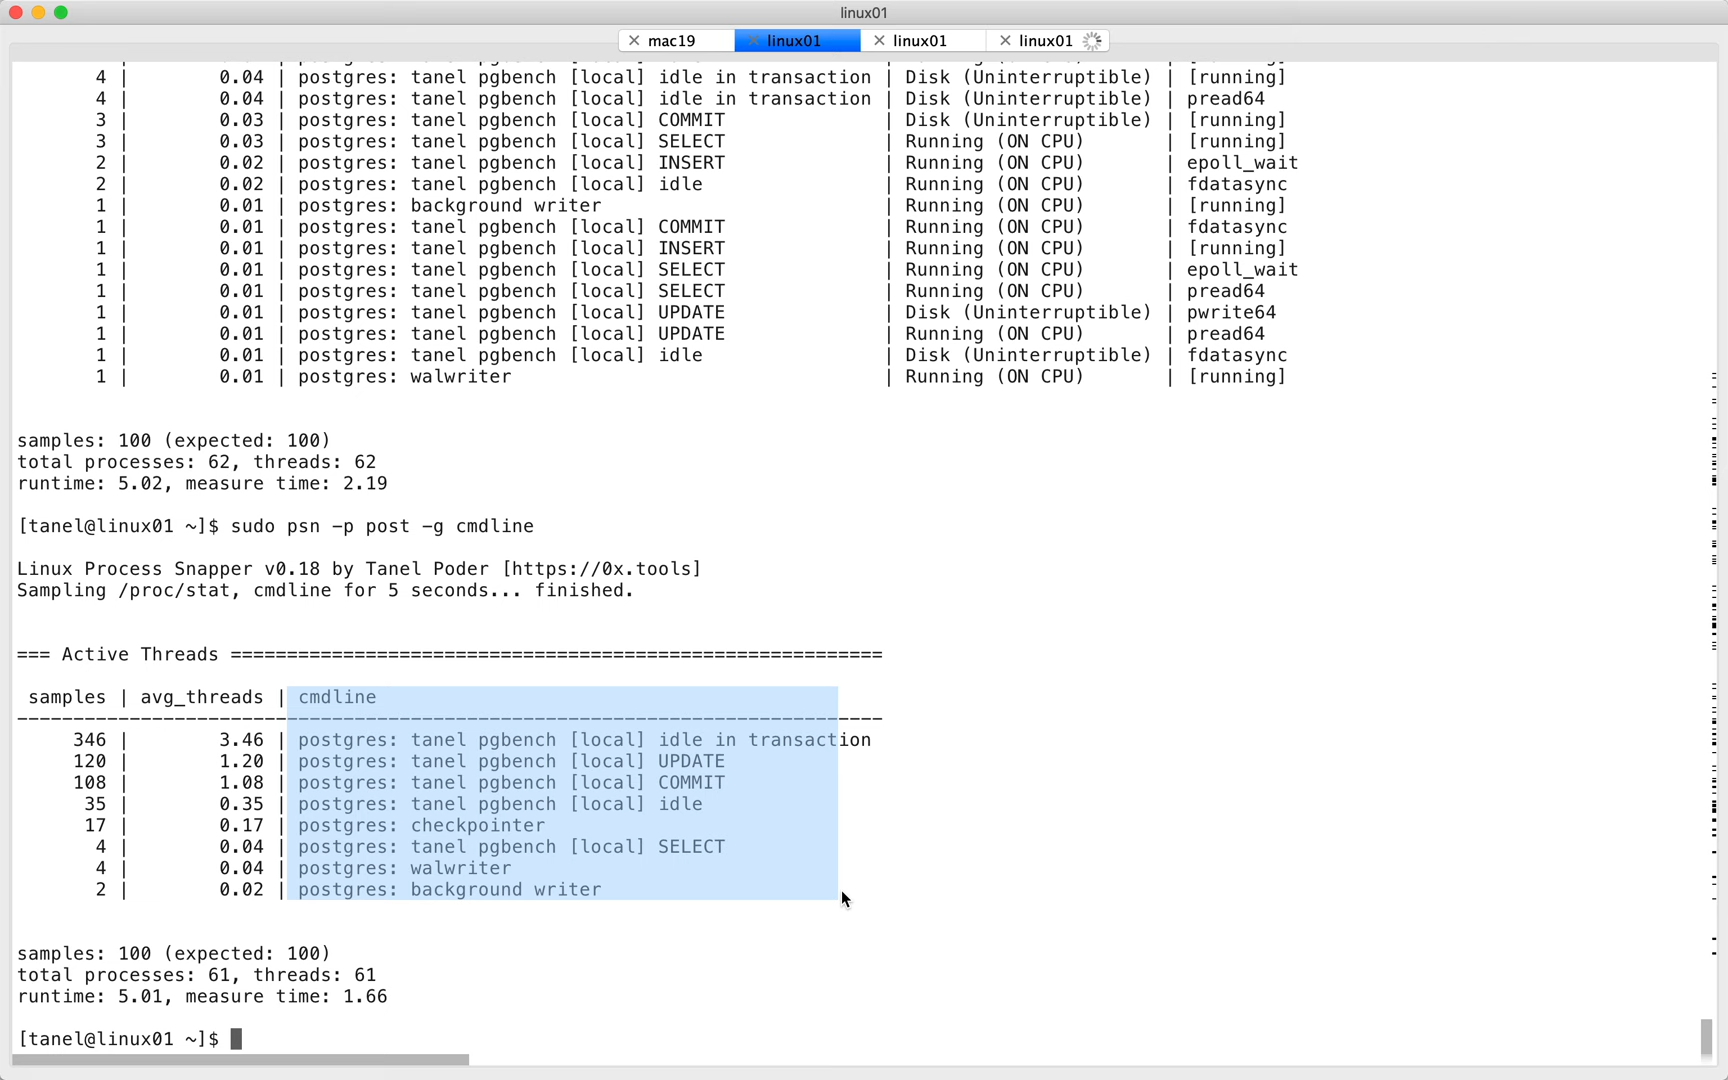 linux01
mac19 linux01 linux01 linux01
4 | 0.04 | postgres: tanel pgbench [local] idle in transaction | Disk (Uninterruptible) | [running]
4 | 0.04 | postgres: tanel pgbench [local] idle in transaction | Disk (Uninterruptible) | pread64
3 | 0.03 | postgres: tanel pgbench [local] COMMIT | Disk (Uninterruptible) | [running]
3 | 0.03 | postgres: tanel pgbench [local] SELECT | Running (ON CPU) | [running]
2 | 0.02 | postgres: tanel pgbench [local] INSERT | Running (ON CPU) | epoll_wait
2 | 0.02 | postgres: tanel pgbench [local] idle | Running (ON CPU) | fdatasync
1 | 0.01 | postgres: background writer | Running (ON CPU) | [running]
1 | 0.01 | postgres: tanel pgbench [local] COMMIT | Running (ON CPU) | fdatasync
1 | 0.01 | postgres: tanel pgbench [local] INSERT | Running (ON CPU) | [running]
1 | 0.01 | postgres: tanel pgbench [local] SELECT | Running (ON CPU) | epoll_wait
1 | 0.01 | postgres: tanel pgbench [local] SELECT | Running (ON CPU) | pread64
1 | 0.01 | postgres: tanel pgbench [local] UPDATE | Disk (Uninterruptible) | pwrite64
1 | 0.01 | postgres: tanel pgbench [local] UPDATE | Running (ON CPU) | pread64
1 | 0.01 | postgres: tanel pgbench [local] idle | Disk (Uninterruptible) | fdatasync
1 | 0.01 | postgres: walwriter | Running (ON CPU) | [running]
samples: 100 (expected: 100)
total processes: 62, threads: 62
runtime: 5.02, measure time: 2.19
[tanel@linux01 ~]$ sudo psn -p post -g cmdline
Linux Process Snapper v0.18 by Tanel Poder [https://0x.tools]
Sampling /proc/stat, cmdline for 5 seconds... finished.
=== Active Threads ==========================================================
samples | avg_threads | cmdline
-----------------------------------------------------------------------------
346 | 3.46 | postgres: tanel pgbench [local] idle in transaction
120 | 1.20 | postgres: tanel pgbench [local] UPDATE
108 | 1.08 | postgres: tanel pgbench [local] COMMIT
35 | 0.35 | postgres: tanel pgbench [local] idle
17 | 0.17 | postgres: checkpointer
4 | 0.04 | postgres: tanel pgbench [local] SELECT
4 | 0.04 | postgres: walwriter
2 | 0.02 | postgres: background writer
samples: 100 (expected: 100)
total processes: 61, threads: 61
runtime: 5.01, measure time: 1.66
[tanel@linux01 ~]$